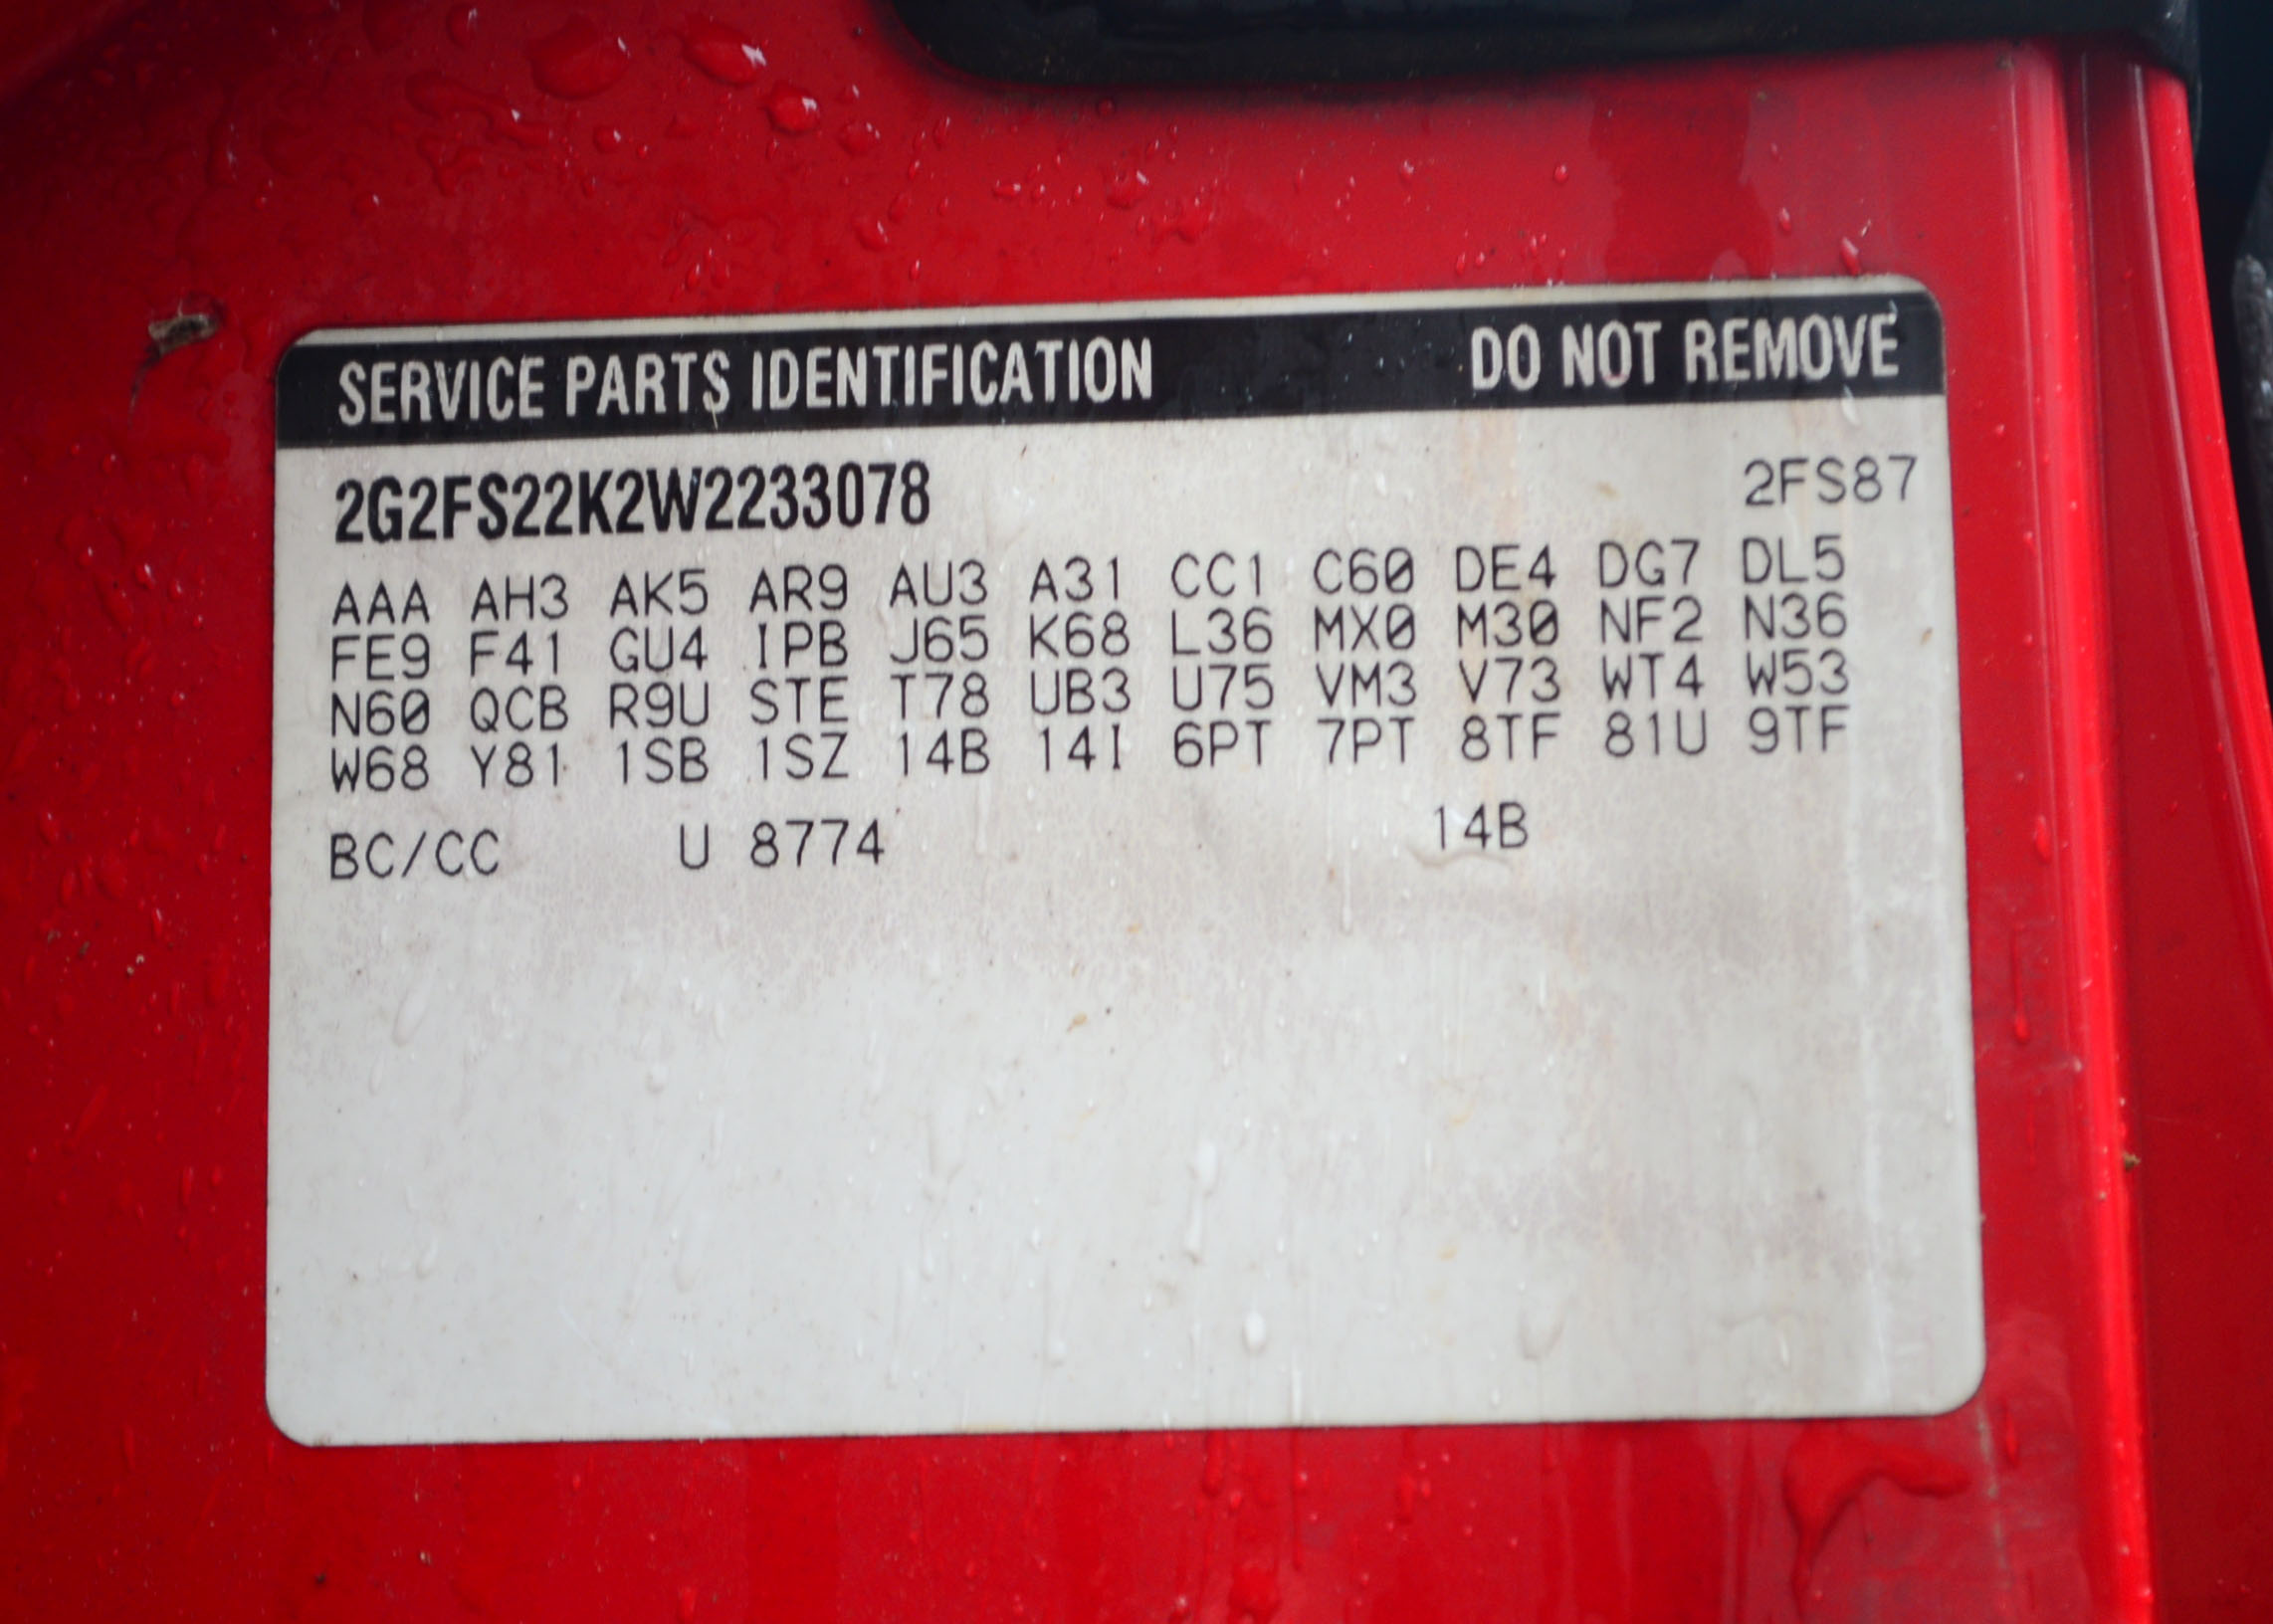 SERVICE PARTS IDENTIFICATION DO NOT REMOVE
2G2FS22K2W2233078 2FS87
AAA AH3 AK5 AR9 AU3 A31 CC1 C60 DE4 DG7 DL5
FE9 F41 GU4 IPB J65 K68 L36 MX0 M30 NF2 N36
N60 QCB R9U STE T78 UB3 U75 VM3 V73 WT4 W53
W68 Y81 1SB 1SZ 14B 14I 6PT 7PT 8TF 81U 9TF
BC/CC U 8774 14B